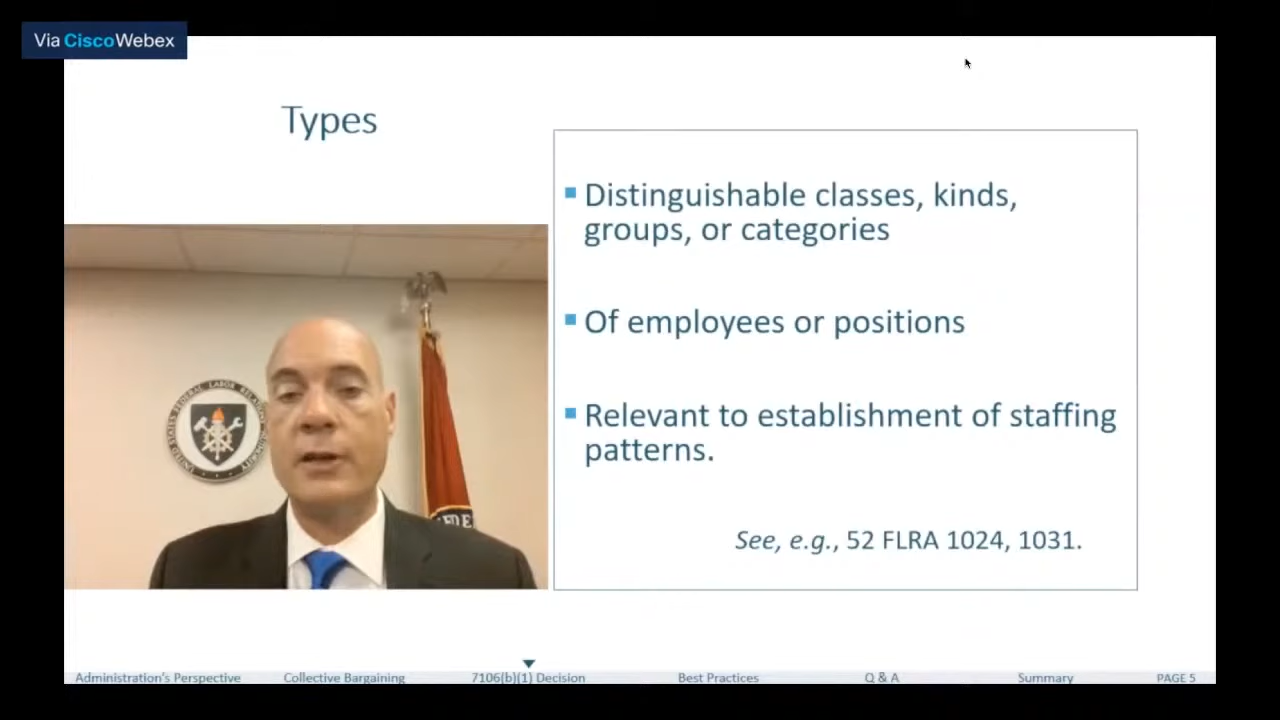 Via CiscoWebex
Types
Distinguishable classes, kinds,
groups, or categories
Of employees or positions
Relevant to establishment of staffing
patterns.
See, e.g., 52 FLRA 1024, 1031.
Administration's Perspective
Collective Bargaining
7106(b)(1) Decision
Best Practices
Q & A
Summary
PAGE 5